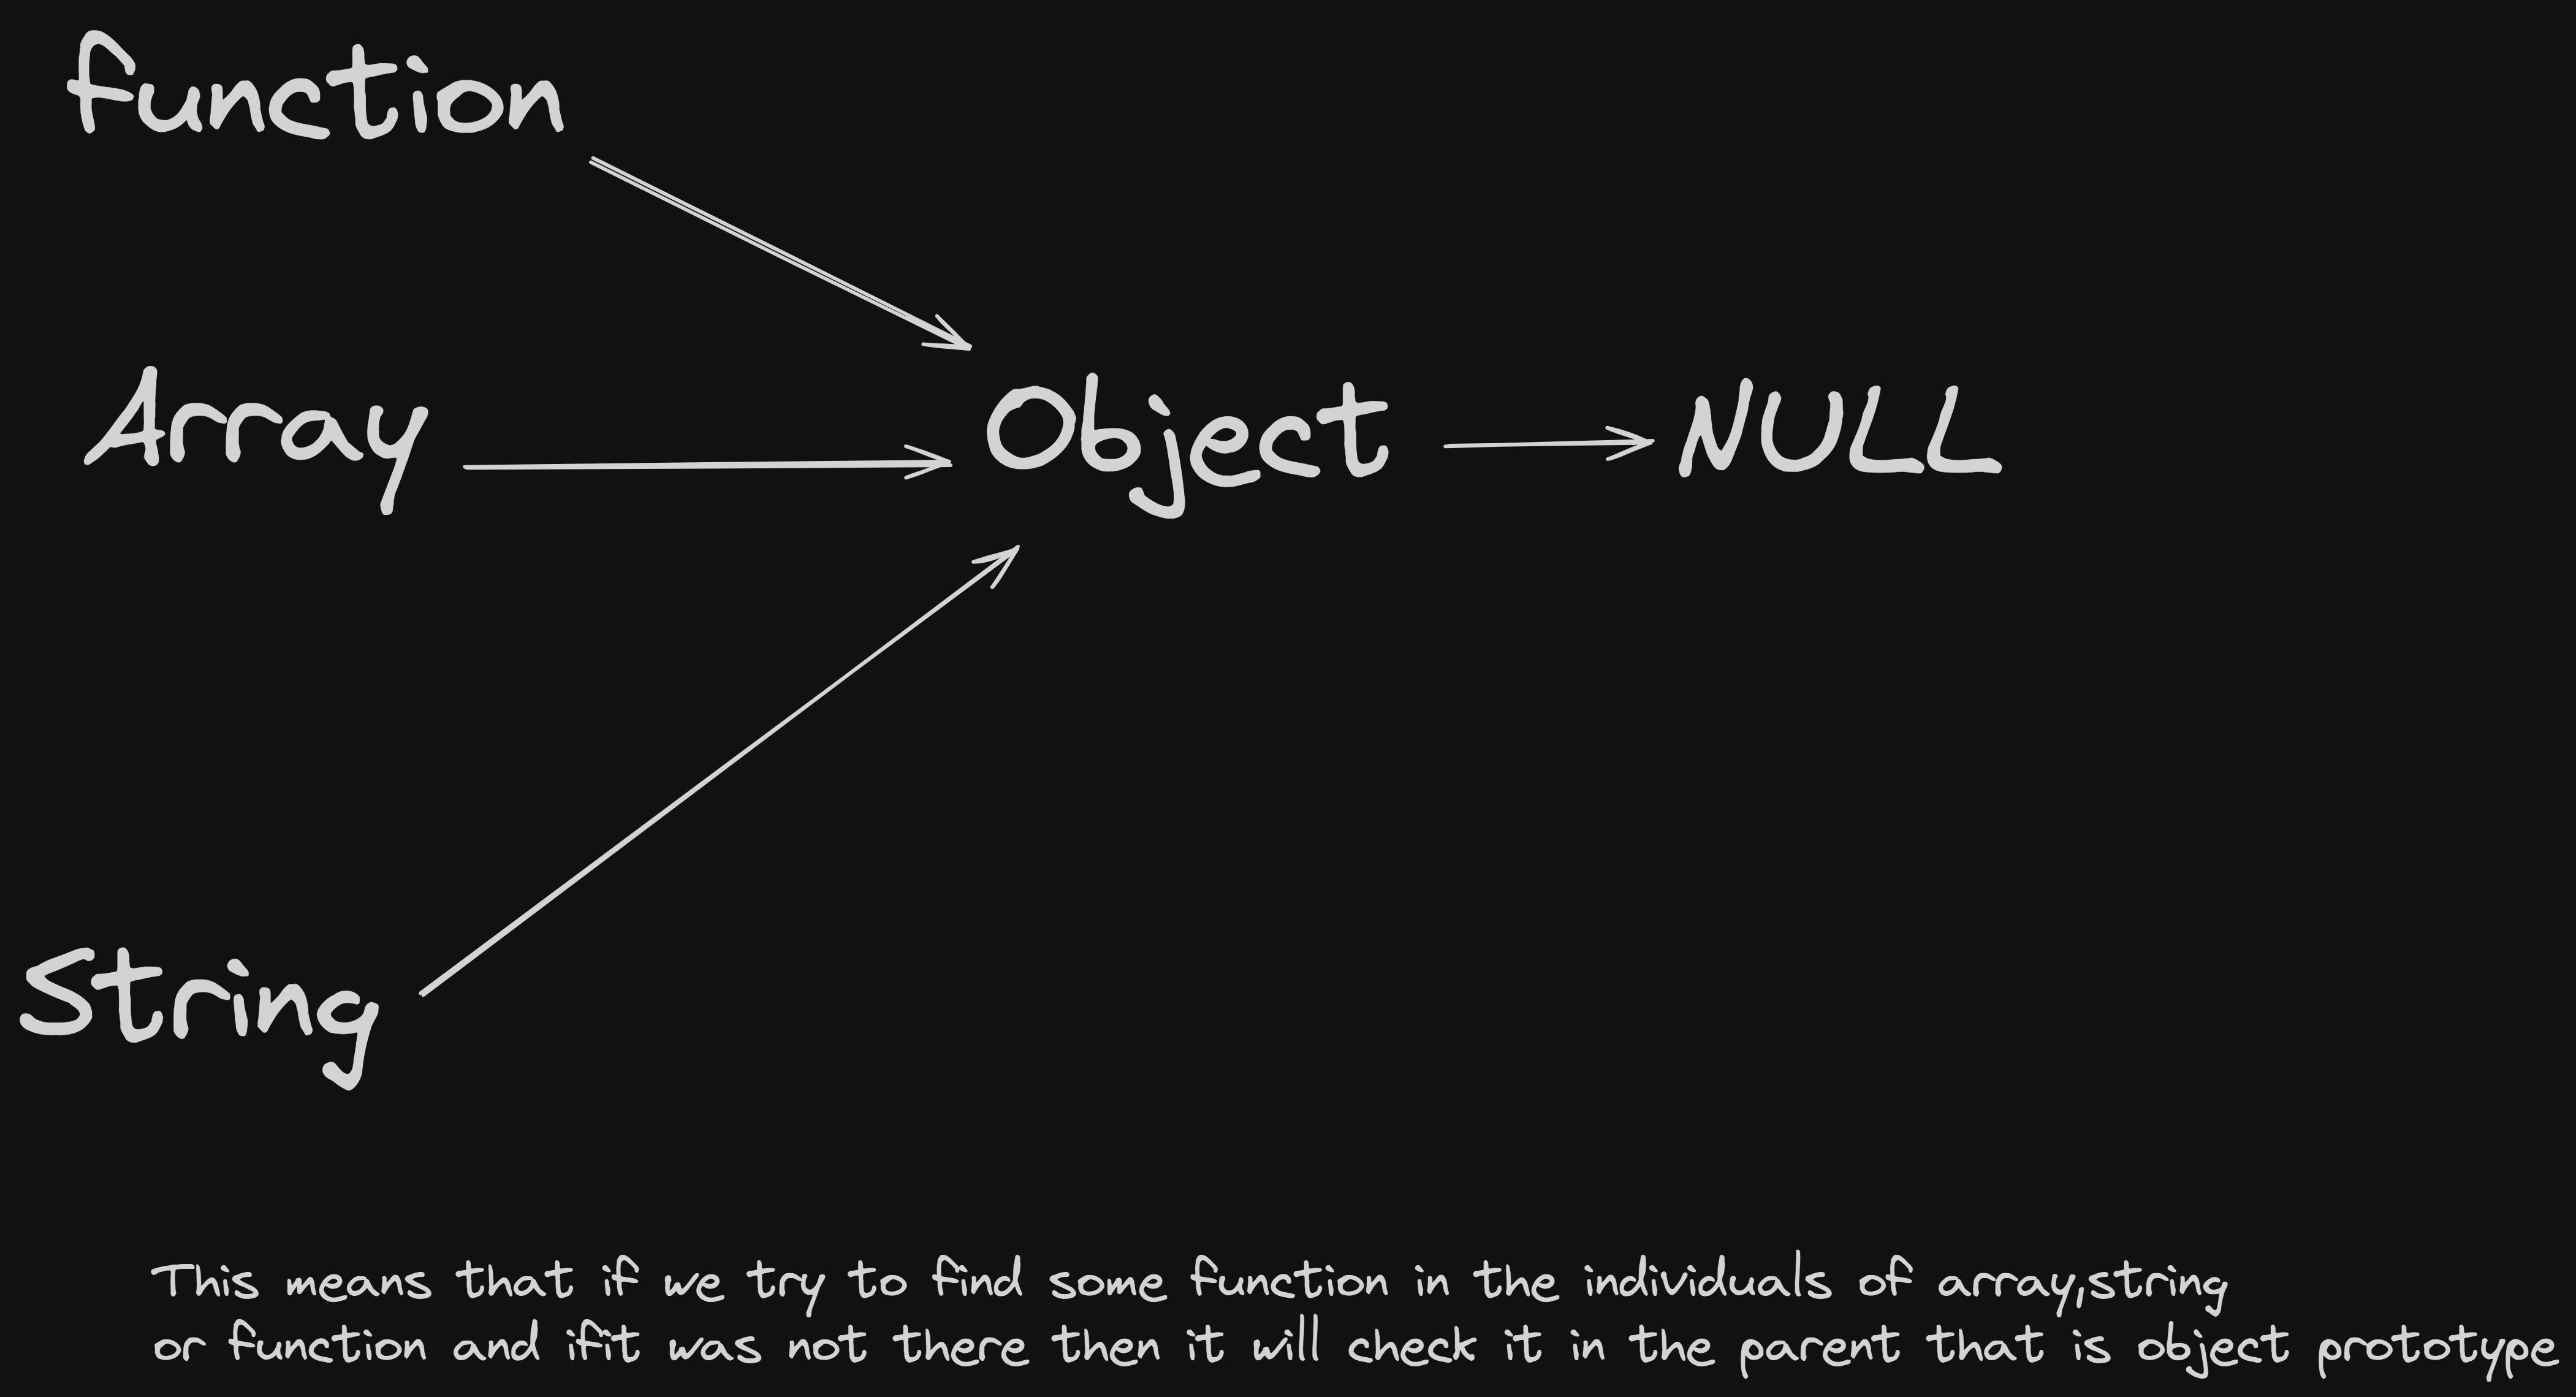 function
Array
Object
NULL
String
This means that if we try to find some function in the individuals of array,string
or function and ifit was not there then it will check it in the parent that is object prototype